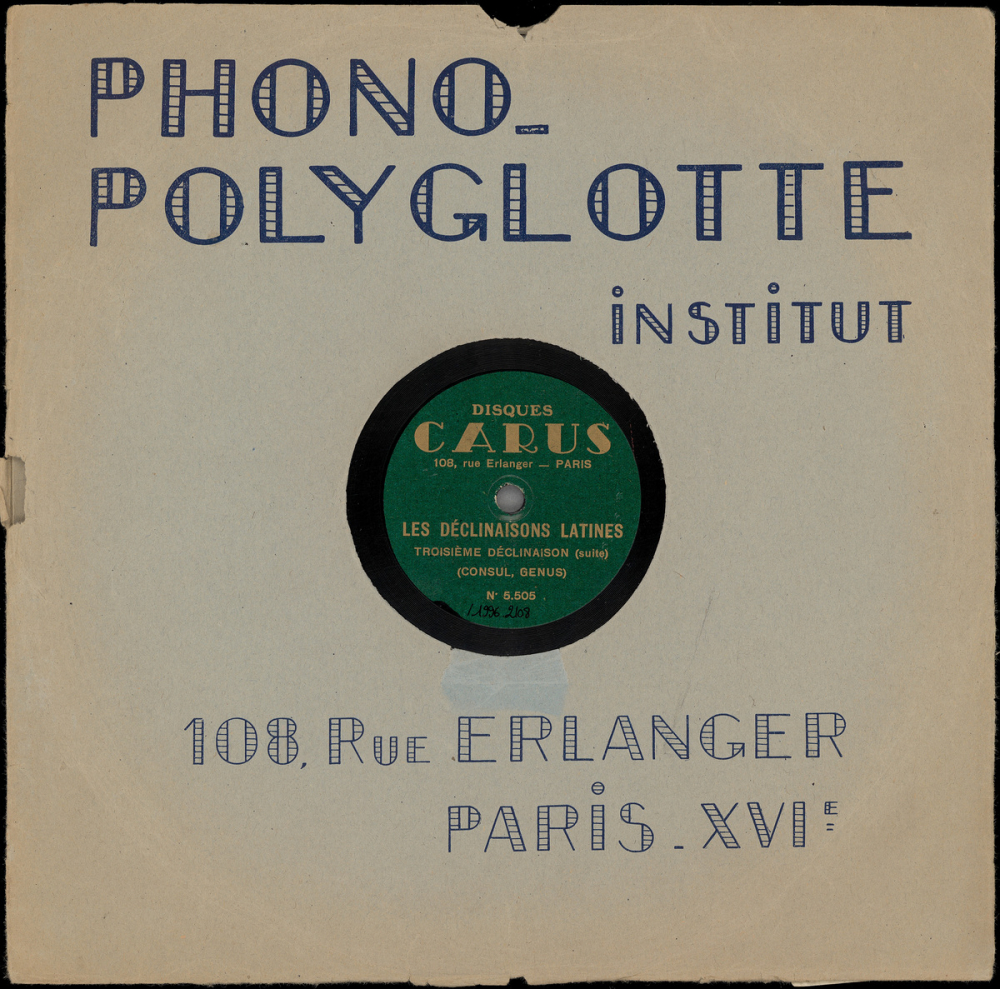 PHONO_
POLYGLOTTE
iNSTiTUT
DISQUES
CARUS
108, rue Erlanger — PARIS
LES DÉCLINAISONS LATINES
TROISIÈME DÉCLINAISON (suite)
(CONSUL, GENUS)
N· 5.505
108, RUE ERLANGER
PARiS_XVIE